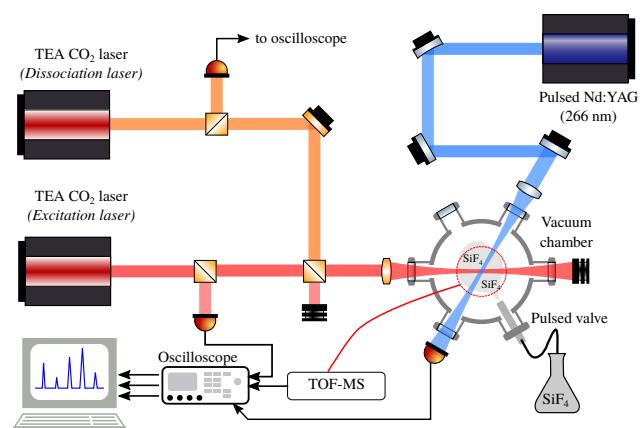 TEA CO₂ laser
(Dissociation laser)
to oscilloscope
Pulsed Nd:YAG
(266 nm)
TEA CO₂ laser
(Excitation laser)
Vacuum
chamber
SiF₄
SiF₄
Pulsed valve
Oscilloscope
TOF-MS
SiF₄